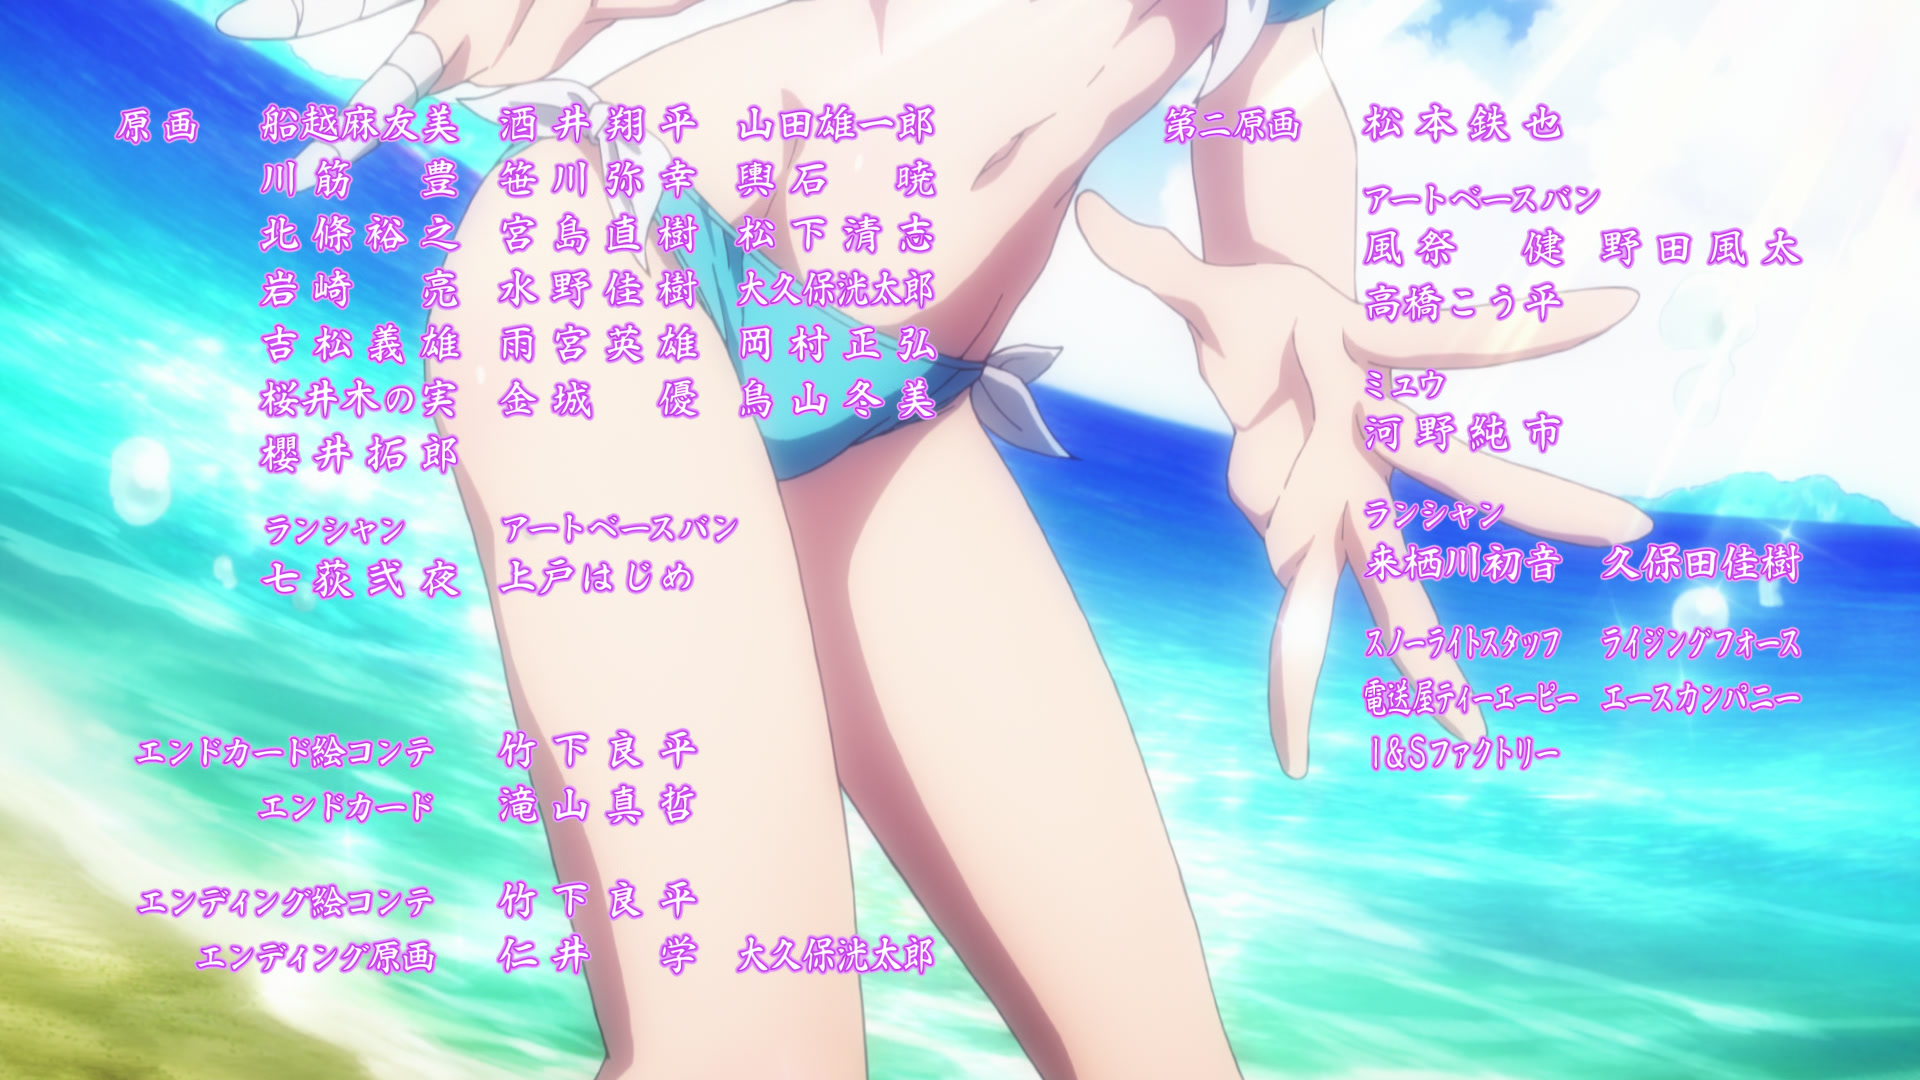 原画 船越麻友美 酒井翔平 山田雄一郎
川筋 豊 笹川弥幸 輿石 暁
北條裕之 宮島直樹 松下清志
岩崎 亮 水野佳樹 大久保洸太郎
吉松義雄 雨宮英雄 岡村正弘
桜井木の実 金城 優 鳥山冬美
櫻井拓郎
ランシャン アートベースバン
七荻弐夜 上戸はじめ
エンドカード絵コンテ 竹下良平
エンドカード 滝山真哲
エンディング絵コンテ 竹下良平
エンディング原画 仁井 学 大久保洸太郎
第二原画 松本鉄也
アートベースバン
風祭 健 野田風太
高橋こう平
ミュウ
河野純市
ランシャン
来栖川初音 久保田佳樹
スノーライトスタッフ ライジングフォース
電送屋ティーエーピー エースカンパニー
I&Sファクトリー